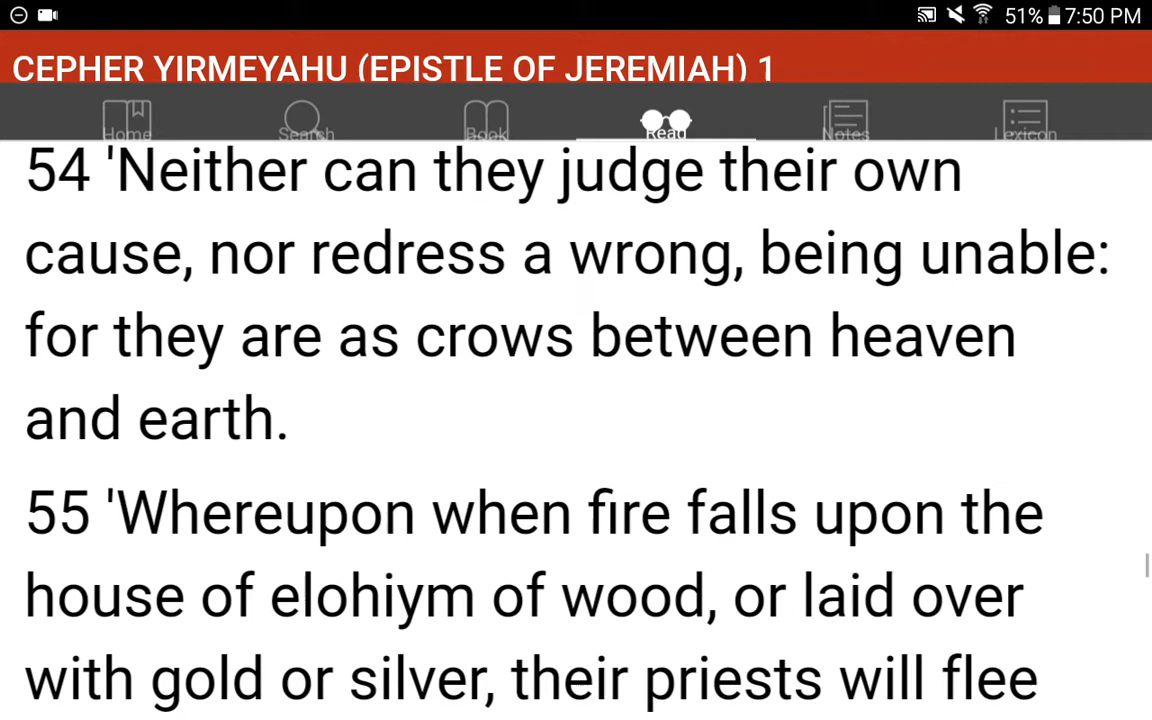 51% 7:50 PM
CEPHER YIRMEYAHU (EPISTLE OF JEREMIAH) 1
Home Search Book Read Notes Lexicon
54 'Neither can they judge their own
cause, nor redress a wrong, being unable:
for they are as crows between heaven
and earth.
55 'Whereupon when fire falls upon the
house of elohiym of wood, or laid over
with gold or silver, their priests will flee